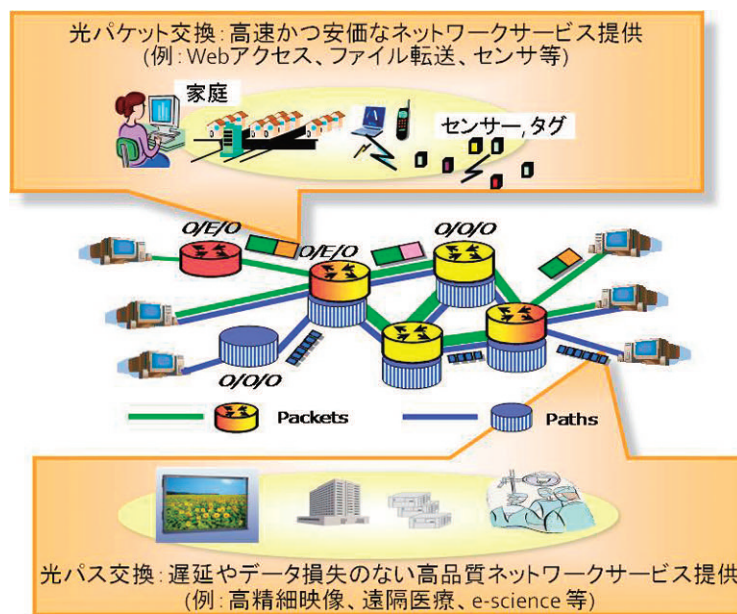 光パケット交換：高速かつ安価なネットワークサービス提供
(例：Webアクセス、ファイル転送、センサ等)
家庭
センサー,タグ
O/E/O
O/E/O
O/O/O
O/O/O
Packets
Paths
光パス交換：遅延やデータ損失のない高品質ネットワークサービス提供
(例：高精細映像、遠隔医療、e-science 等)